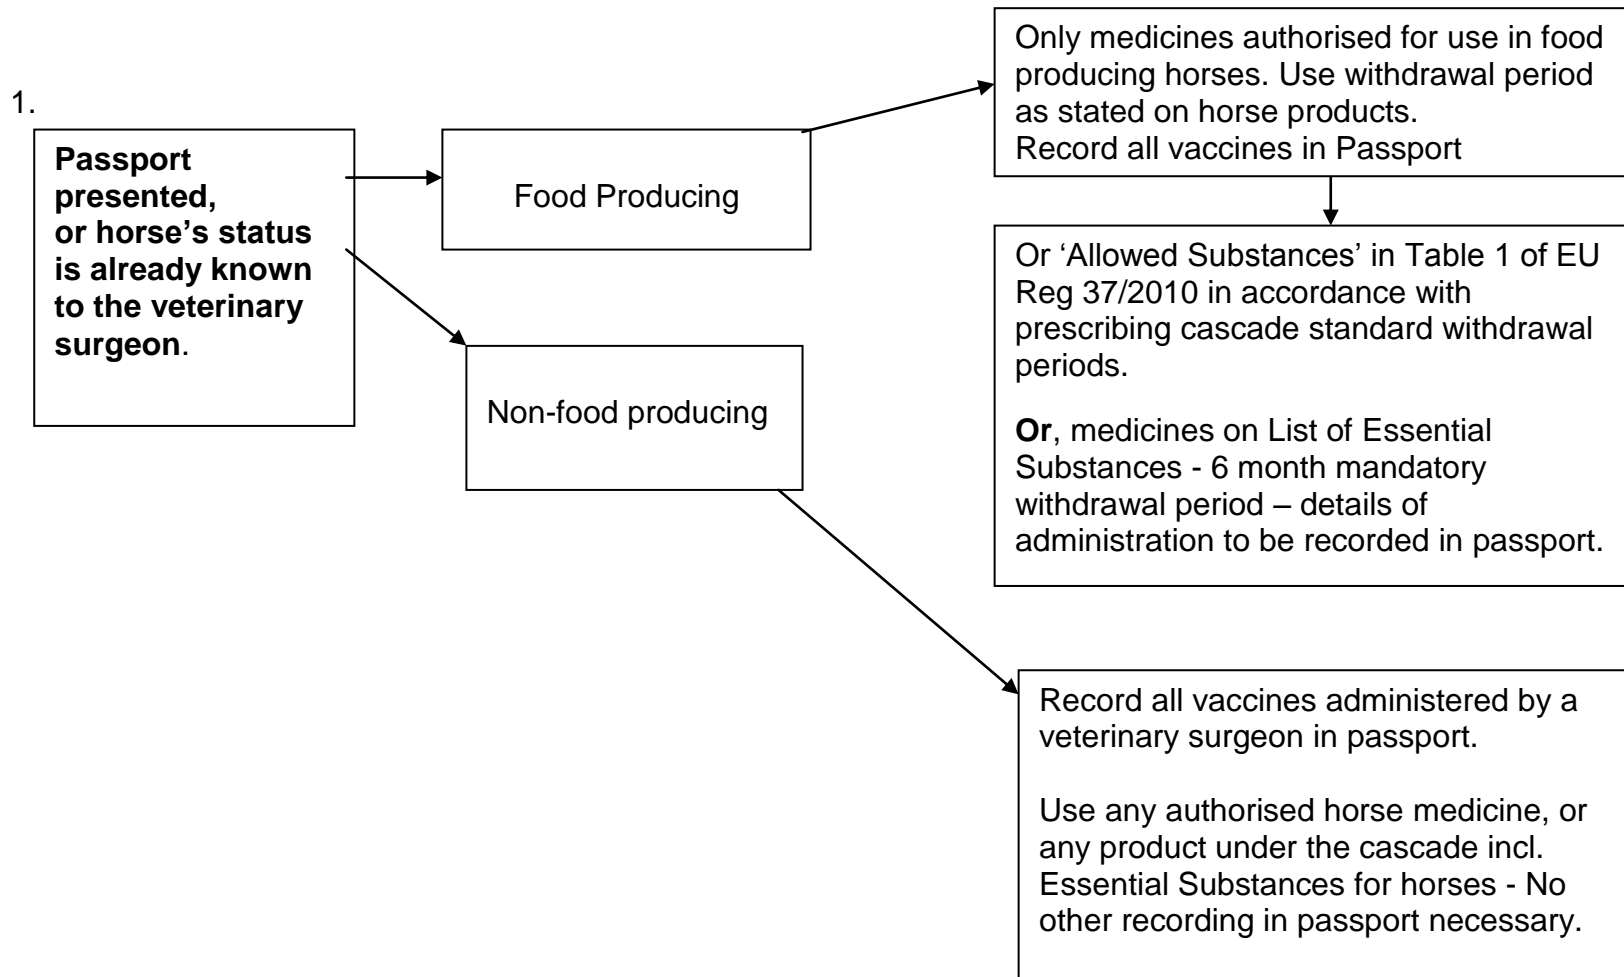 1.
Passport
presented,
or horse’s status
is already known
to the veterinary
surgeon.
Food Producing
Non-food producing
Only medicines authorised for use in food
producing horses. Use withdrawal period
as stated on horse products.
Record all vaccines in Passport
Or ‘Allowed Substances’ in Table 1 of EU
Reg 37/2010 in accordance with
prescribing cascade standard withdrawal
periods.
Or, medicines on List of Essential
Substances - 6 month mandatory
withdrawal period – details of
administration to be recorded in passport.
Record all vaccines administered by a
veterinary surgeon in passport.
Use any authorised horse medicine, or
any product under the cascade incl.
Essential Substances for horses - No
other recording in passport necessary.